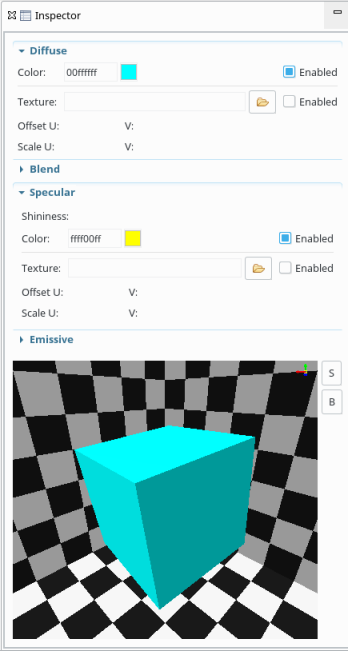 Inspector
Diffuse
Color: 00ffffff Enabled
Texture: Enabled
Offset U: V:
Scale U: V:
Blend
Specular
Shininess:
Color: ffff00ff Enabled
Texture: Enabled
Offset U: V:
Scale U: V:
Emissive
S
B